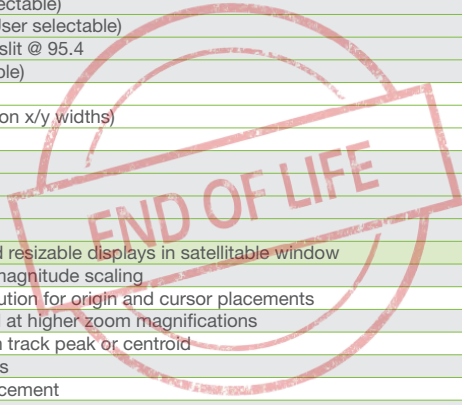 ectable)
User selectable)
slit @ 95.4
ble)
on x/y widths)
END OF LIFE
d resizable displays in satellitable window
magnitude scaling
ution for origin and cursor placements
d at higher zoom magnifications
n track peak or centroid
s
cement